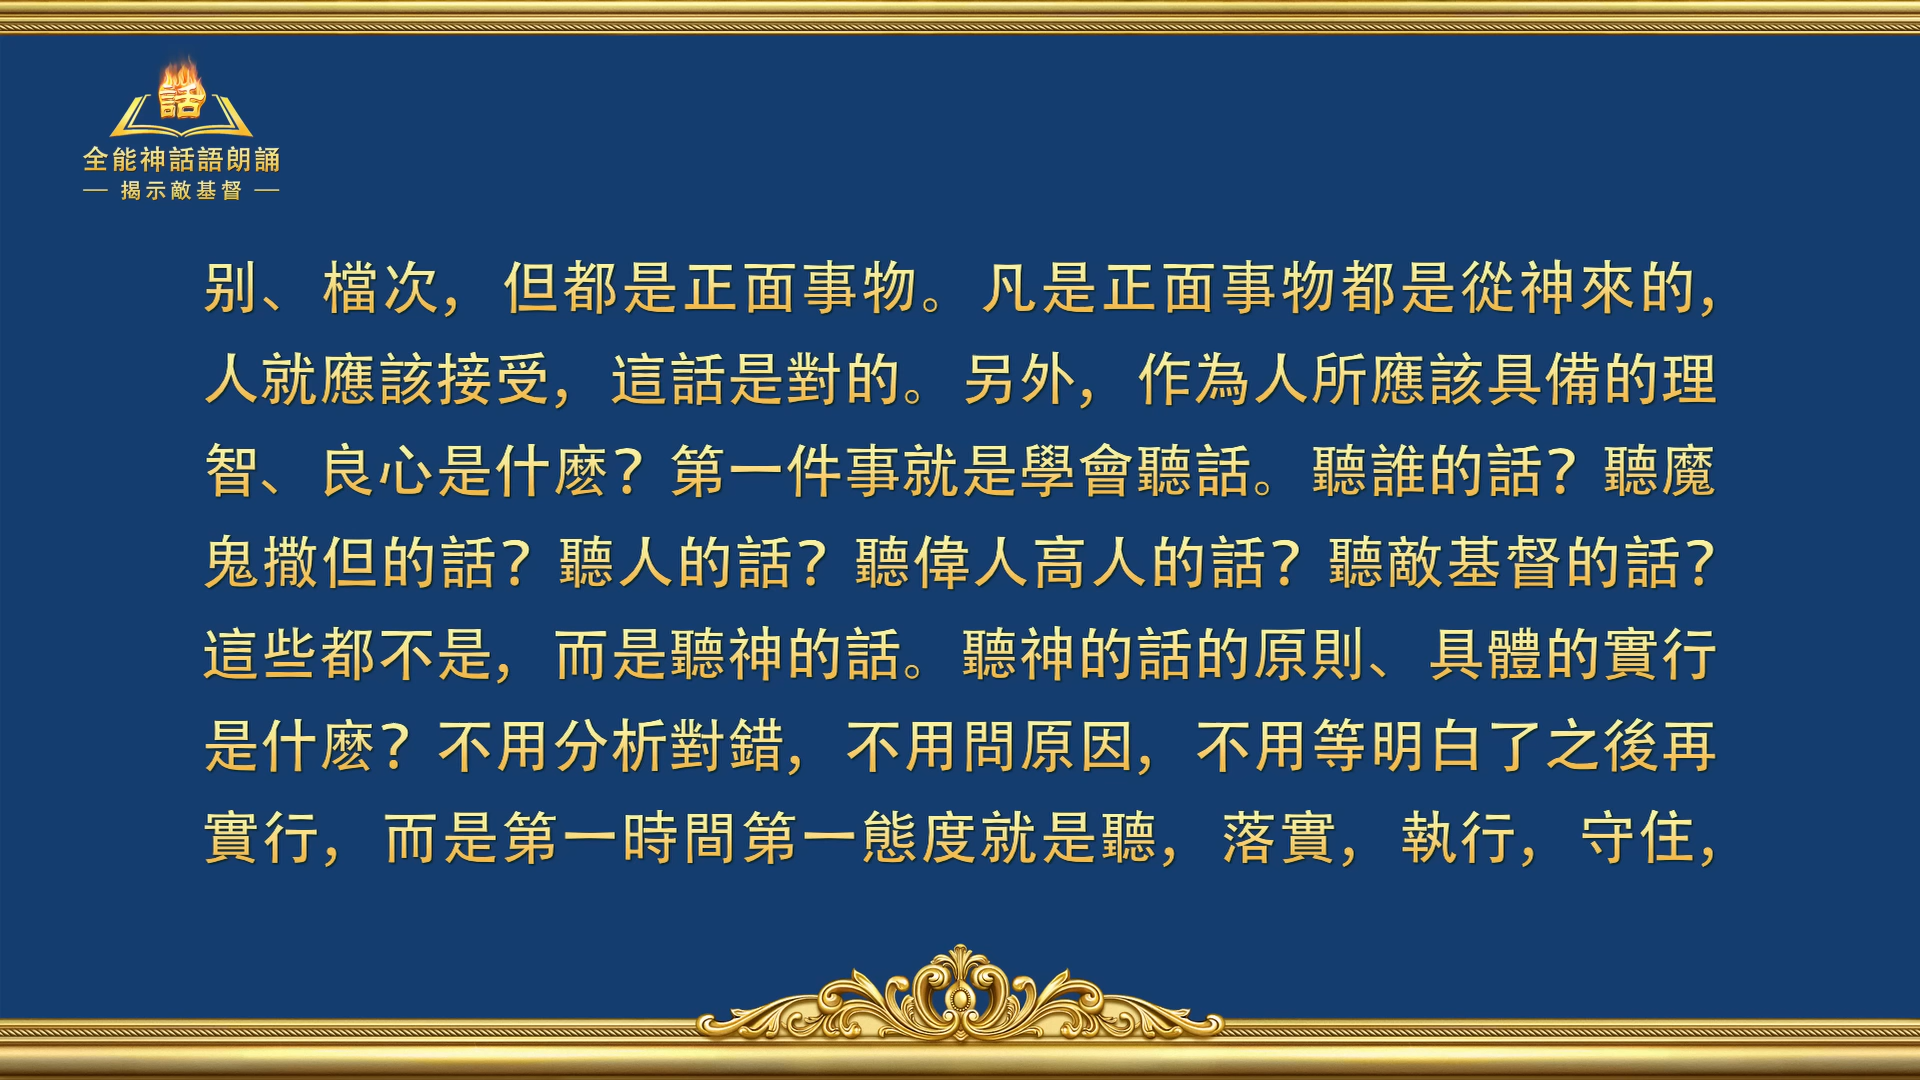 話
全能神話語朗誦
— 揭示敵基督 —
别、檔次，但都是正面事物。凡是正面事物都是從神來的，
人就應該接受，這話是對的。另外，作為人所應該具備的理
智、良心是什麽？第一件事就是學會聽話。聽誰的話？聽魔
鬼撒但的話？聽人的話？聽偉人高人的話？聽敵基督的話？
這些都不是，而是聽神的話。聽神的話的原則、具體的實行
是什麽？不用分析對錯，不用問原因，不用等明白了之後再
實行，而是第一時間第一態度就是聽，落實，執行，守住，